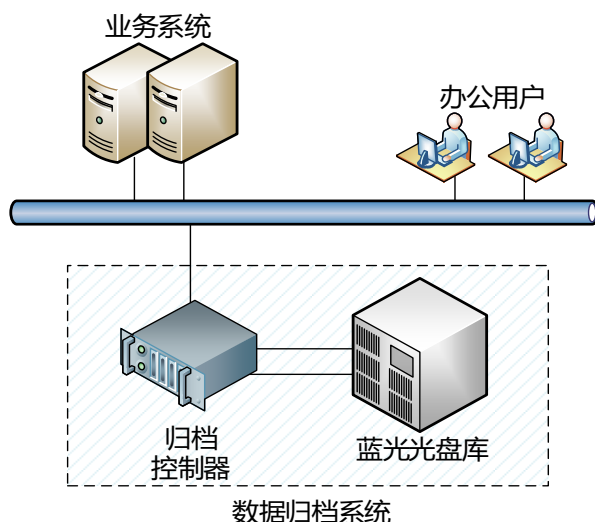 业务系统
办公用户
归档
控制器
蓝光光盘库
数据归档系统